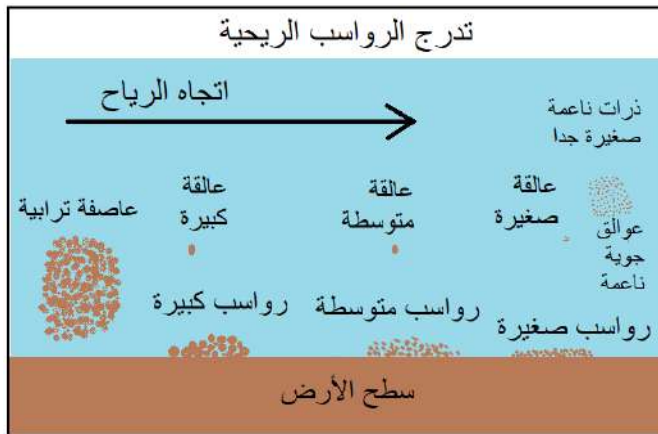 تدرج الرواسب الريحية
اتجاه الرياح
ذرات ناعمة
صغيرة جدا
عاصفة ترابية
عالقة
كبيرة
عالقة
متوسطة
عالقة
صغيرة
عوالق
جوية
ناعمة
رواسب كبيرة
رواسب متوسطة
رواسب صغيرة
سطح الأرض